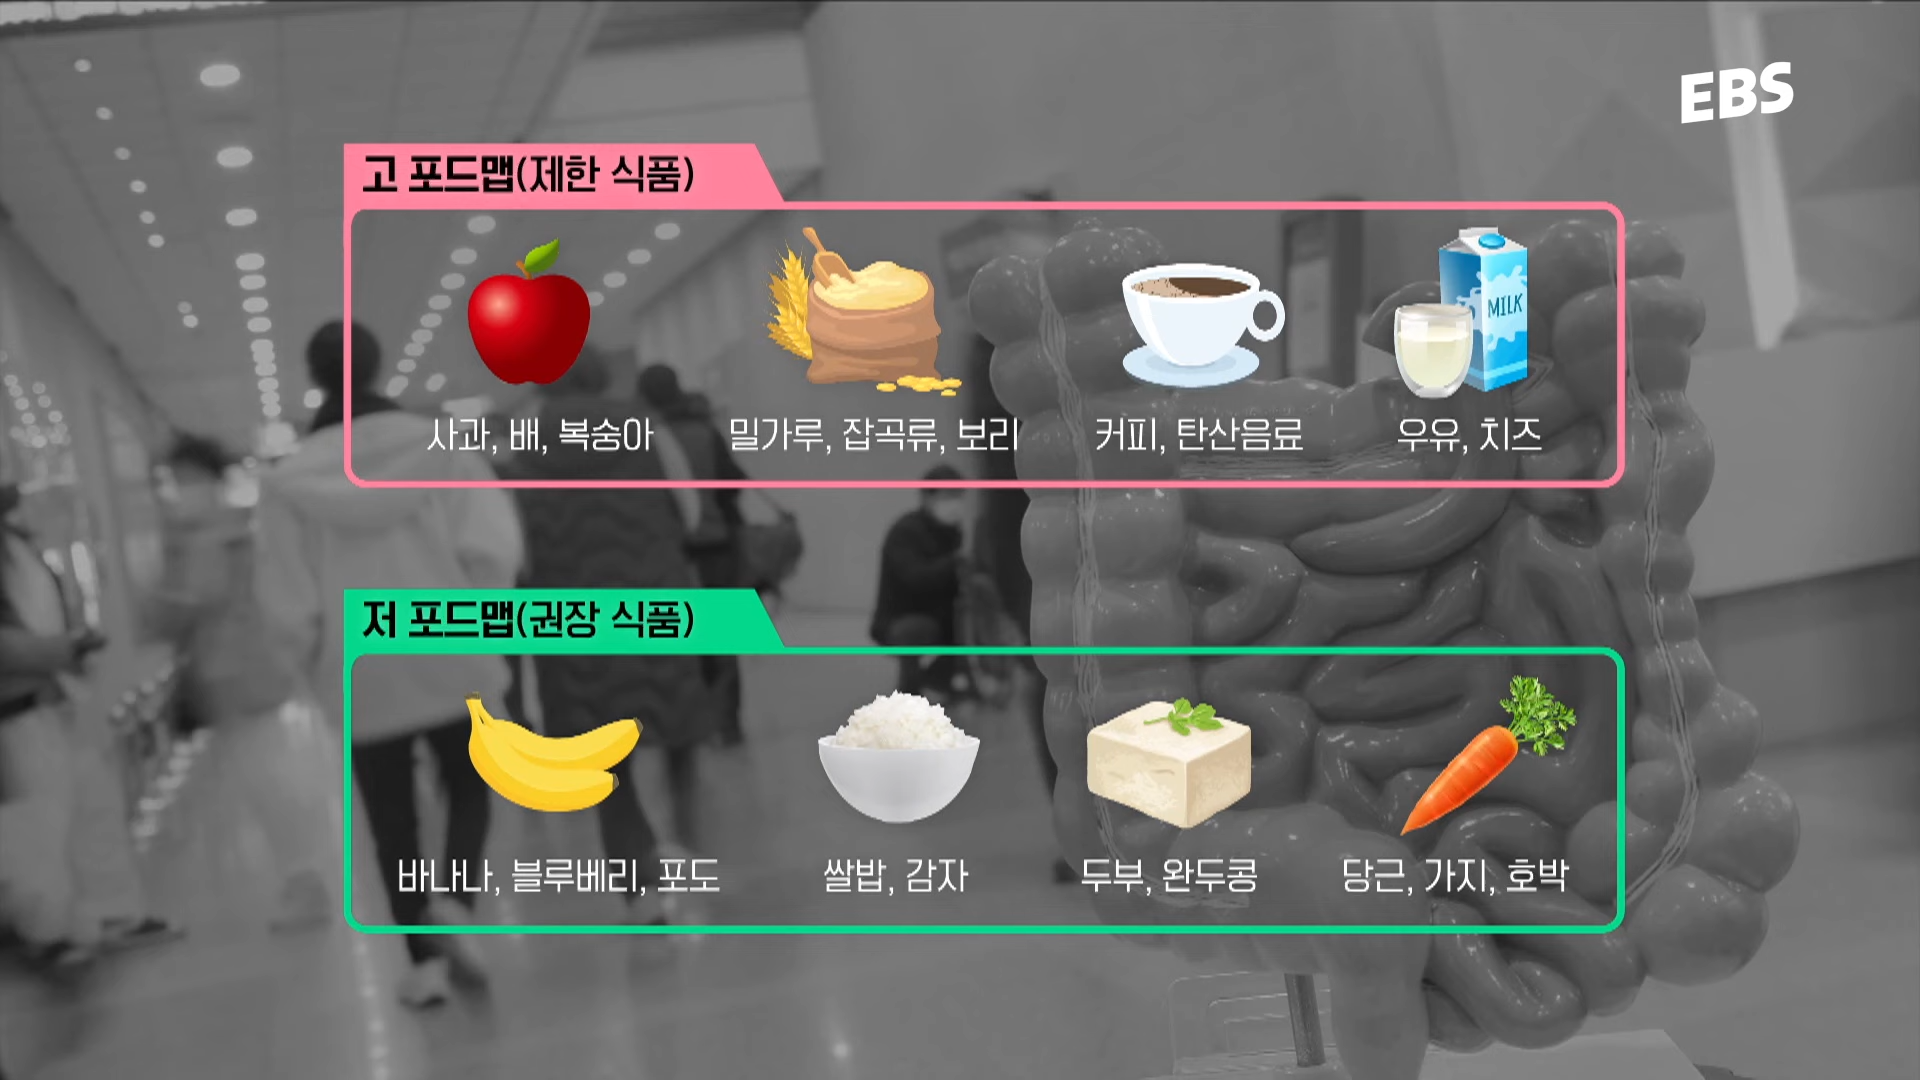 EBS
고 포드맵(제한 식품)
MILK
사과, 배, 복숭아
밀가루, 잡곡류, 보리
커피, 탄산음료
우유, 치즈
저 포드맵(권장 식품)
바나나, 블루베리, 포도
쌀밥, 감자
두부, 완두콩
당근, 가지, 호박